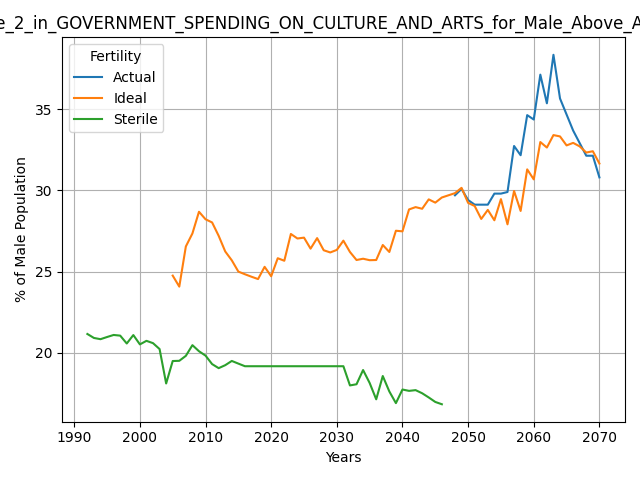 e_2_in_GOVERNMENT_SPENDING_ON_CULTURE_AND_ARTS_for_Male_Above_A
Fertility
Actual
Ideal
Sterile
% of Male Population
35
30
25
20
1990 2000 2010 2020 2030 2040 2050 2060 2070
Years